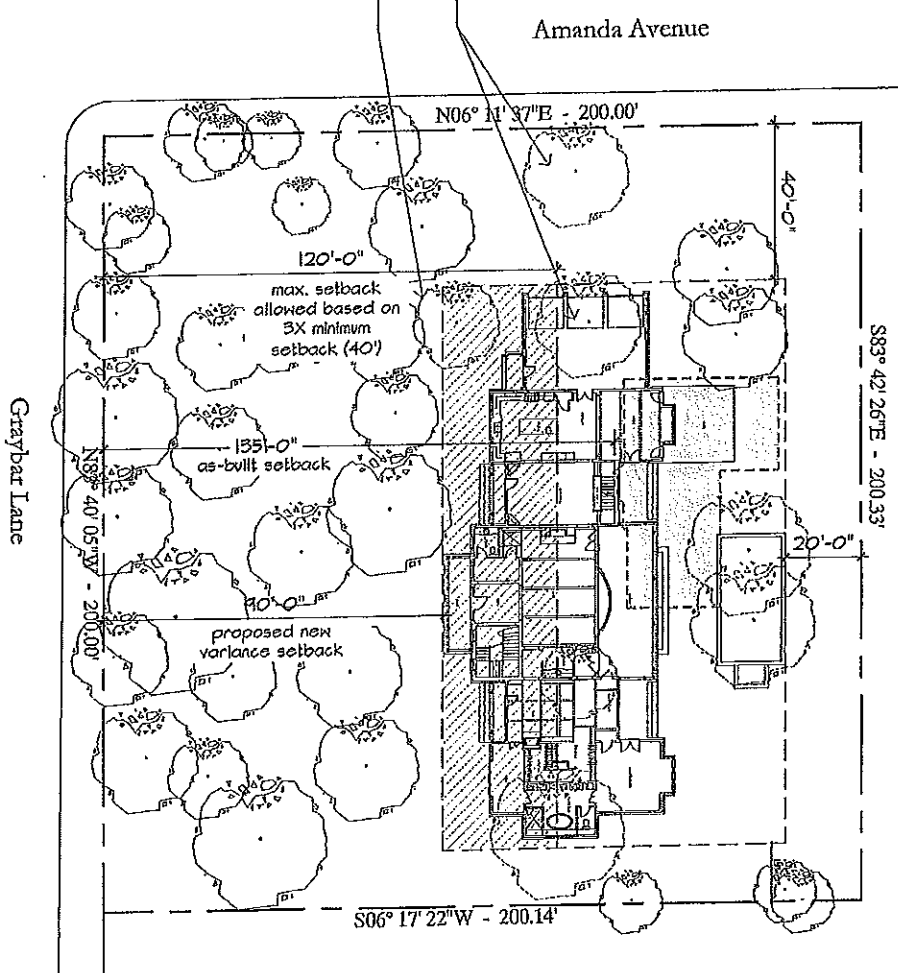 Amanda Avenue
N06° 11' 37"E - 200.00'
40'-0"
120'-0"
max. setback
allowed based on
3X minimum
setback (40')
S83° 42' 26"E - 200.33'
Graybar Lane
135'-0"
as-built setback
N83° 40' 05"W - 200.00'
20'-0"
90'-0"
proposed new
variance setback
S06° 17' 22"W - 200.14'